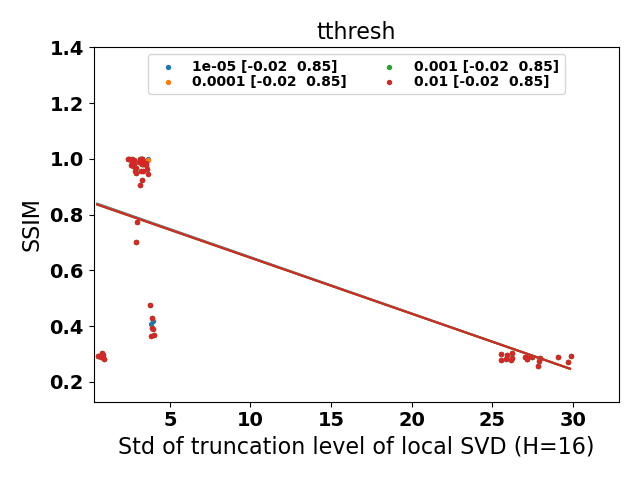 tthresh
1e-05 [-0.02  0.85]
0.0001 [-0.02  0.85]
0.001 [-0.02  0.85]
0.01 [-0.02  0.85]
SSIM
1.4
1.2
1.0
0.8
0.6
0.4
0.2
5 10 15 20 25 30
Std of truncation level of local SVD (H=16)